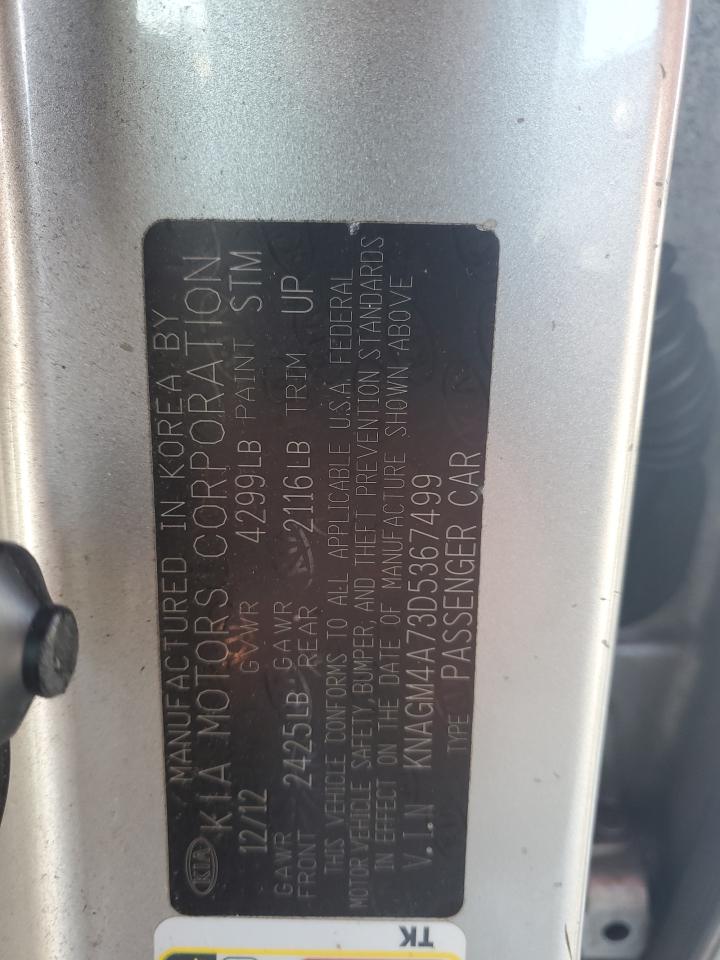 KIA
MANUFACTURED IN KOREA BY
KIA MOTORS CORPORATION
12/12 GVWR 4299LB PAINT STM
GAWR FRONT 2425LB GAWR REAR 2116LB TRIM UP
THIS VEHICLE CONFORMS TO ALL APPLICABLE U.S.A. FEDERAL
MOTOR VEHICLE SAFETY, BUMPER, AND THEFT PREVENTION STANDARDS
IN EFFECT ON THE DATE OF MANUFACTURE SHOWN ABOVE
V.I.N KNAGM4A73D5367499
TYPE PASSENGER CAR
TK